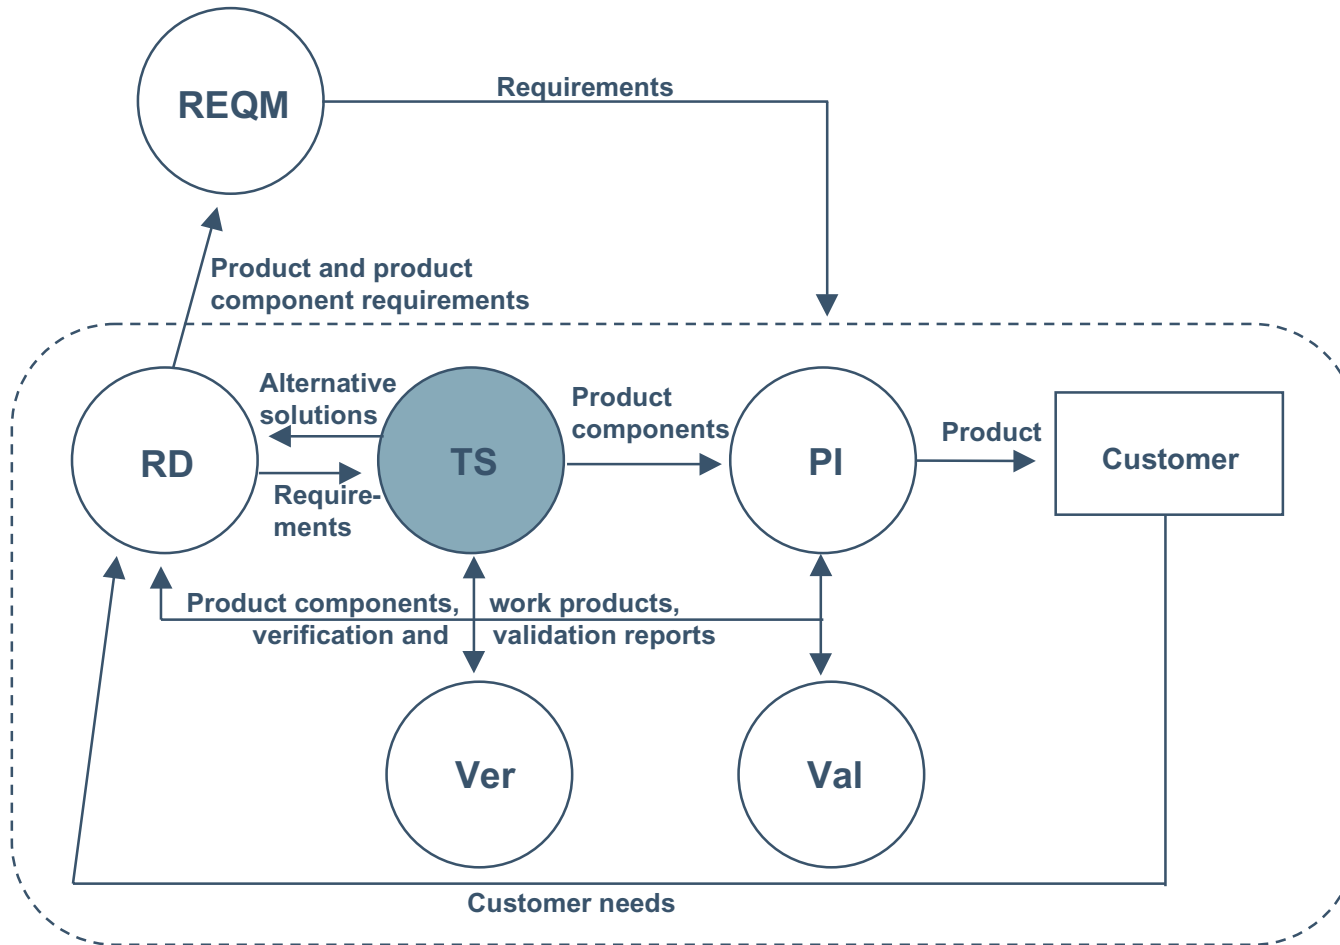 Requirements
REQM
Product and product
component requirements
Alternative
solutions
Product
components
Product
RD
TS
PI
Customer
Require-
ments
Product components, work products,
verification and validation reports
Ver
Val
Customer needs